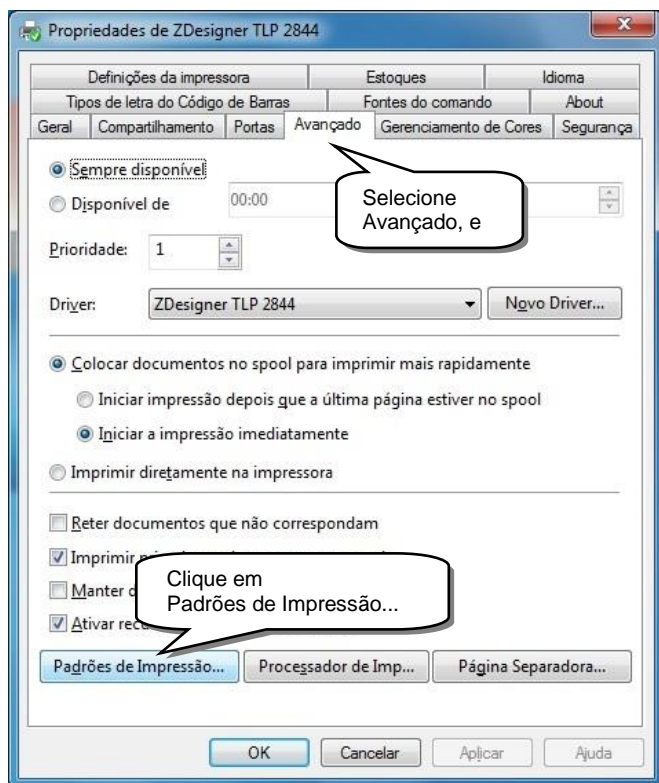 Propriedades de ZDesigner TLP 2844
Definições da impressora Estoques Idioma
Tipos de letra do Código de Barras Fontes do comando About
Geral Compartilhamento Portas Avançado Gerenciamento de Cores Segurança
Sempre disponível
Disponível de 00:00
Selecione
Avançado, e
Prioridade: 1
Driver: ZDesigner TLP 2844 Novo Driver...
Colocar documentos no spool para imprimir mais rapidamente
Iniciar impressão depois que a última página estiver no spool
Iniciar a impressão imediatamente
Imprimir diretamente na impressora
Reter documentos que não correspondam
Imprimir
Manter
Ativar
Clique em
Padrões de Impressão...
Padrões de Impressão... Processador de Imp... Página Separadora...
OK Cancelar Aplicar Ajuda